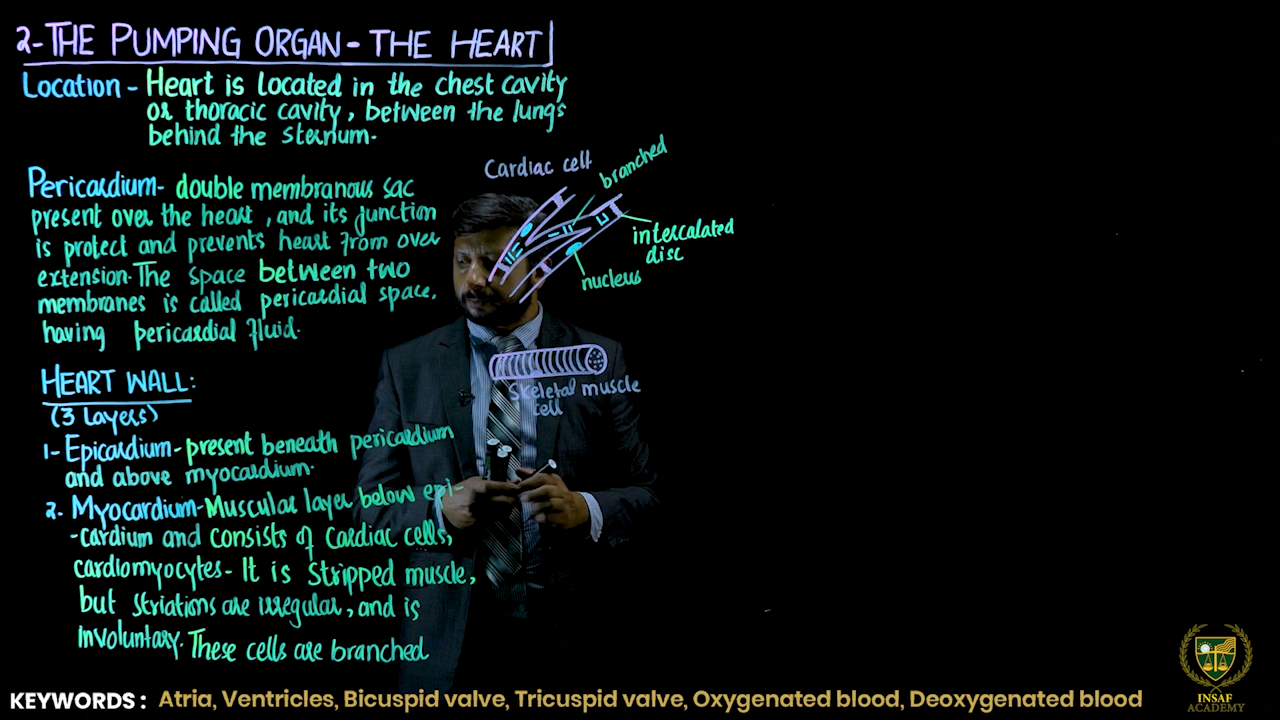 2-THE PUMPING ORGAN - THE HEART
Location - Heart is Located in the chest cavity
or thoracic cavity, between the lungs
behind the sternum.
Cardiac cell
branched
intercalated
disc
nucleus
Pericardium- double membranous sac
present over the heart, and its junction
is protect and prevents heart from over
extension. The space between two
membranes is called pericardial space,
having pericardial fluid.
Skeletal muscle
cell
HEART WALL:
(3 Layers)
1- Epicardium - present beneath pericardium
and above myocardium.
2. Myocardium - Muscular layer below epi-
-cardium and consists of cardiac cells,
cardiomyocytes - It is Stripped muscle,
but striations are irregular, and is
involuntary. These cells are branched
KEYWORDS : Atria, Ventricles, Bicuspid valve, Tricuspid valve, Oxygenated blood, Deoxygenated blood
INSAF
ACADEMY